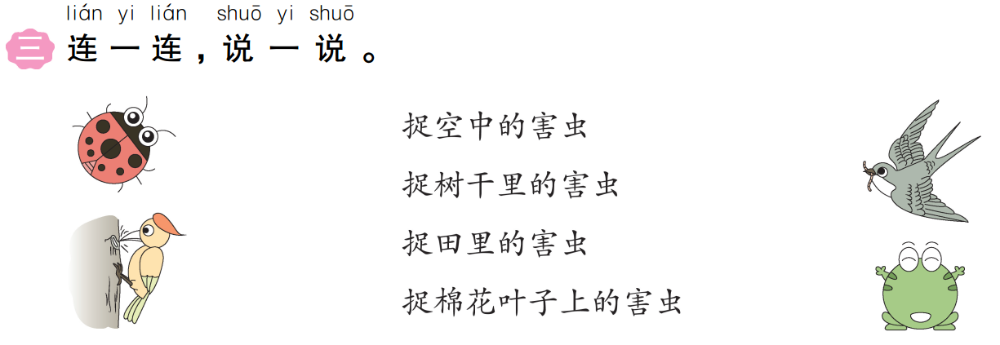 lián yi lián shuō yi shuō
三 连一连，说一说。
捉空中的害虫
捉树干里的害虫
捉田里的害虫
捉棉花叶子上的害虫